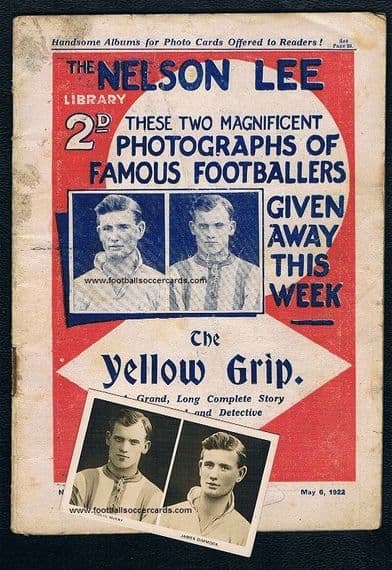 Handsome Albums for Photo Cards Offered to Readers! See Page 28.
THE NELSON LEE
LIBRARY
2D
THESE TWO MAGNIFICENT
PHOTOGRAPHS OF
FAMOUS FOOTBALLERS
GIVEN
AWAY
THIS
WEEK
www.footballsoccercards.com
The
Yellow Grip.
A Grand, Long Complete Story
and Detective
May 6, 1922
www.footballsoccercards.com
JAMES DIMMOCK